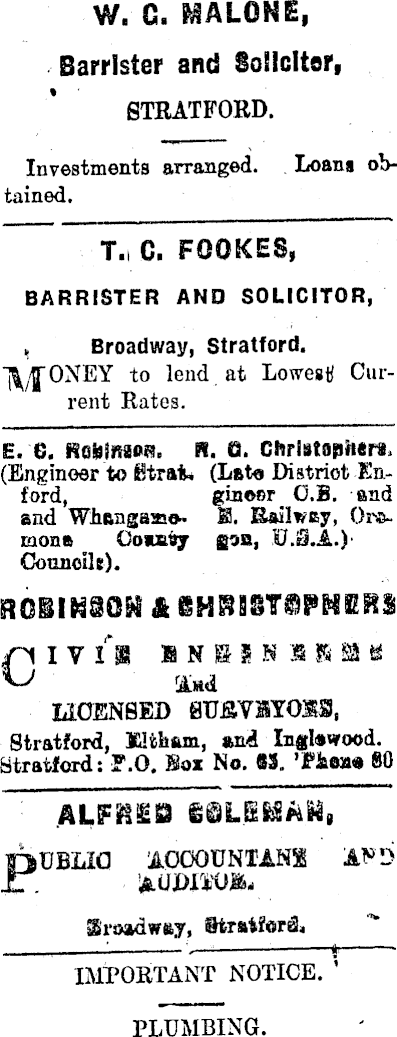 W. G. MALONE,
Barrister and Solicitor,
STRATFORD.
Investments arranged. Loans ob-
tained.
T. C. FOOKES,
BARRISTER AND SOLICITOR,
Broadway, Stratford.
MONEY to lend at Lowest Cur-
rent Rates.
E. C. Robinson. R. G. Christophers.
(Engineer to Strat- (Late District En-
ford, gineer O.B. and
and Whangamo- E. Railway, Ore-
mona County gon, U.S.A.)
Councils).
ROBINSON & CHRISTOPHERS
CIVIL ENGINEERS
And
LICENSED SURVEYORS,
Stratford, Eltham, and Inglewood.
Stratford: P.O. Box No. 63. 'Phone 80
ALFRED COLEMAN,
PUBLIC ACCOUNTANT AND
AUDITOR.
Broadway, Stratford.
IMPORTANT NOTICE.
PLUMBING.